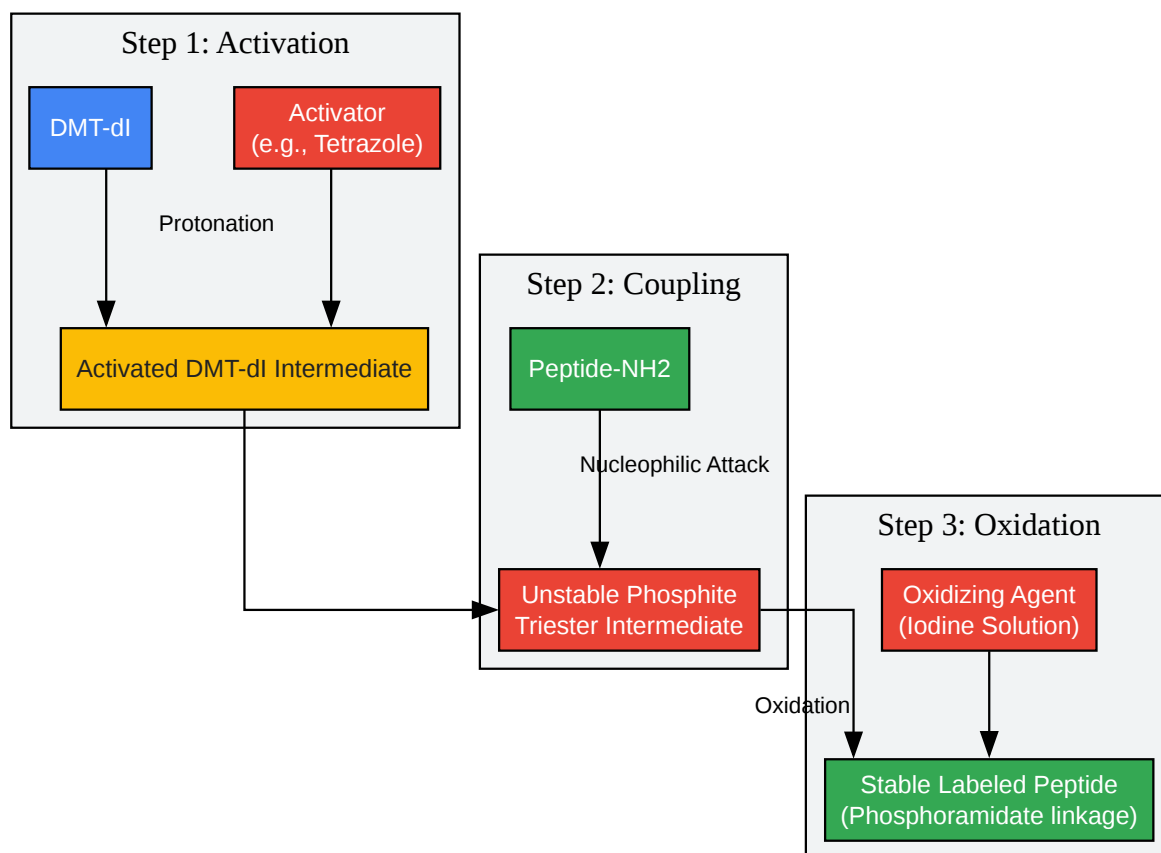 Step 1: Activation
DMT-dI
Activator
(e.g., Tetrazole)
Protonation
Activated DMT-dI Intermediate
Step 2: Coupling
Peptide-NH2
Nucleophilic Attack
Unstable Phosphite
Triester Intermediate
Step 3: Oxidation
Oxidizing Agent
(Iodine Solution)
Oxidation
Stable Labeled Peptide
(Phosphoramidate linkage)